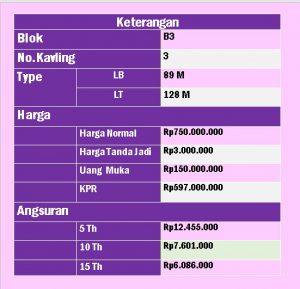 Keterangan
Blok B3
No.Kavling 3
Type LB 89 M
LT 128 M
Harga
Harga Normal Rp750.000.000
Harga Tanda Jadi Rp3.000.000
Uang Muka Rp150.000.000
KPR Rp597.000.000
Angsuran
5 Th Rp12.455.000
10 Th Rp7.601.000
15 Th Rp6.086.000